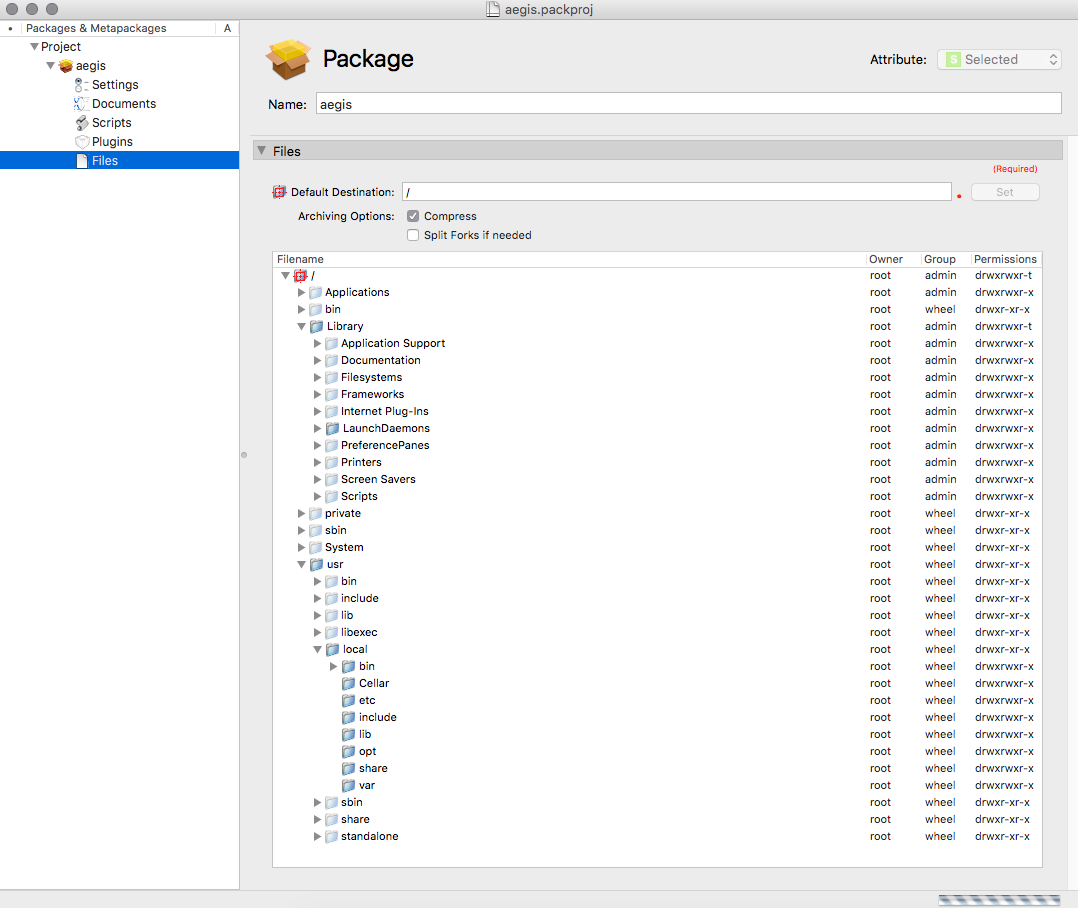 aegis.packproj
• Packages & Metapackages A
Project
aegis
Settings
Documents
Scripts
Plugins
Files
Package
Attribute: S Selected
Name: aegis
Files
(Required)
Default Destination: / Set
Archiving Options: Compress
Split Forks if needed
Filename Owner Group Permissions
/ root admin drwxrwxr-t
Applications root admin drwxrwxr-x
bin root wheel drwxr-xr-x
Library root admin drwxrwxr-t
Application Support root admin drwxrwxr-x
Documentation root admin drwxrwxr-x
Filesystems root admin drwxrwxr-x
Frameworks root admin drwxrwxr-x
Internet Plug-Ins root admin drwxrwxr-x
LaunchDaemons root admin drwxrwxr-x
PreferencePanes root admin drwxrwxr-x
Printers root admin drwxrwxr-x
Screen Savers root admin drwxrwxr-x
Scripts root admin drwxrwxr-x
private root wheel drwxr-xr-x
sbin root wheel drwxr-xr-x
System root wheel drwxr-xr-x
usr root wheel drwxr-xr-x
bin root wheel drwxr-xr-x
include root wheel drwxr-xr-x
lib root wheel drwxr-xr-x
libexec root wheel drwxr-xr-x
local root wheel drwxr-xr-x
bin root wheel drwxrwxr-x
Cellar root wheel drwxrwxr-x
etc root wheel drwxrwxr-x
include root wheel drwxrwxr-x
lib root wheel drwxrwxr-x
opt root wheel drwxrwxr-x
share root wheel drwxrwxr-x
var root wheel drwxrwxr-x
sbin root wheel drwxr-xr-x
share root wheel drwxr-xr-x
standalone root wheel drwxr-xr-x